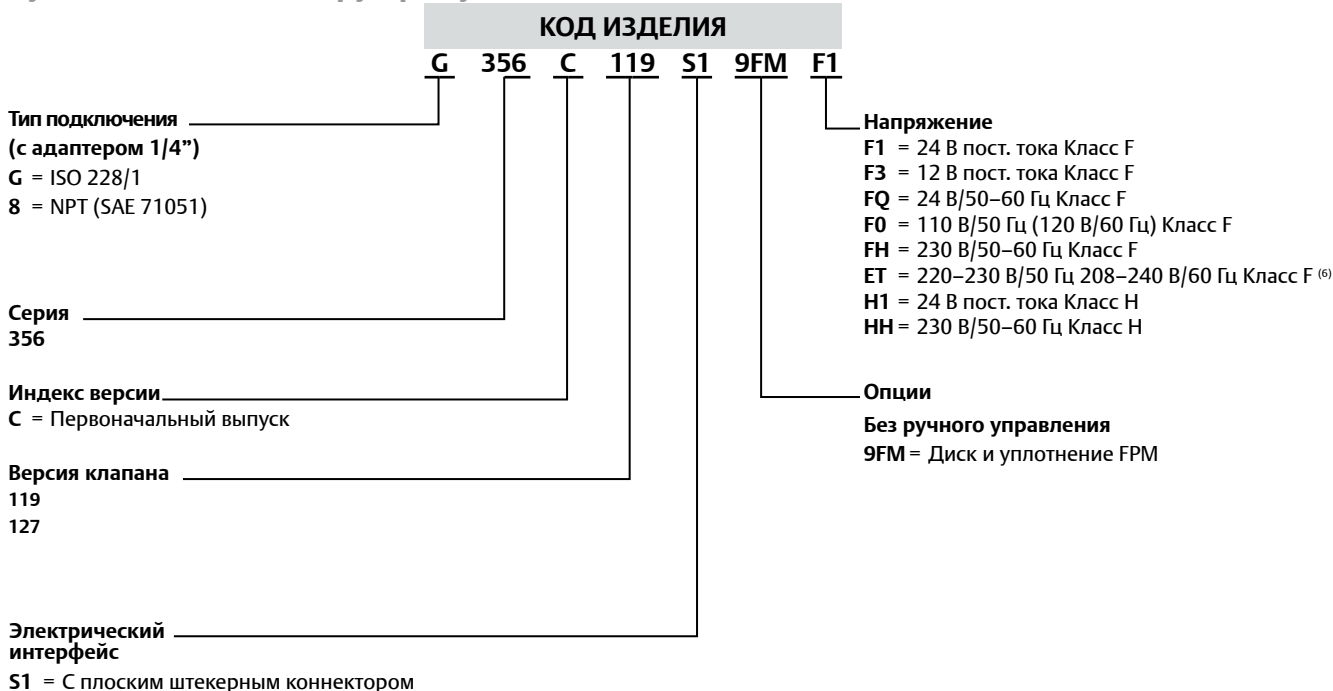 КОД ИЗДЕЛИЯ
G 356 C 119 S1 9FM F1
Тип подключения
(с адаптером 1/4”)
G = ISO 228/1
8 = NPT (SAE 71051)
Серия
356
Индекс версии
C = Первоначальный выпуск
Версия клапана
119
127
Электрический
интерфейс
S1 = С плоским штекерным коннектором
Напряжение
F1 = 24 В пост. тока Класс F
F3 = 12 В пост. тока Класс F
FQ = 24 В/50–60 Гц Класс F
F0 = 110 В/50 Гц (120 В/60 Гц) Класс F
FH = 230 В/50–60 Гц Класс F
ET = 220–230 В/50 Гц 208–240 В/60 Гц Класс F (6)
H1 = 24 В пост. тока Класс H
HH = 230 В/50–60 Гц Класс H
Опции
Без ручного управления
9FM = Диск и уплотнение FPM